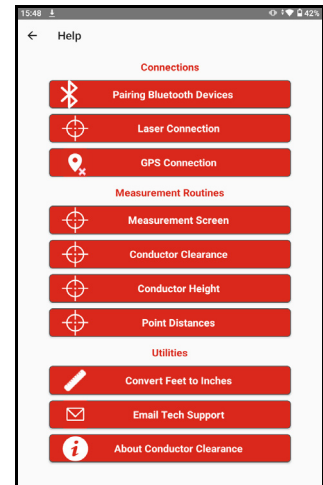 15:48 42%
Help
Connections
Pairing Bluetooth Devices
Laser Connection
GPS Connection
Measurement Routines
Measurement Screen
Conductor Clearance
Conductor Height
Point Distances
Utilities
Convert Feet to Inches
Email Tech Support
About Conductor Clearance